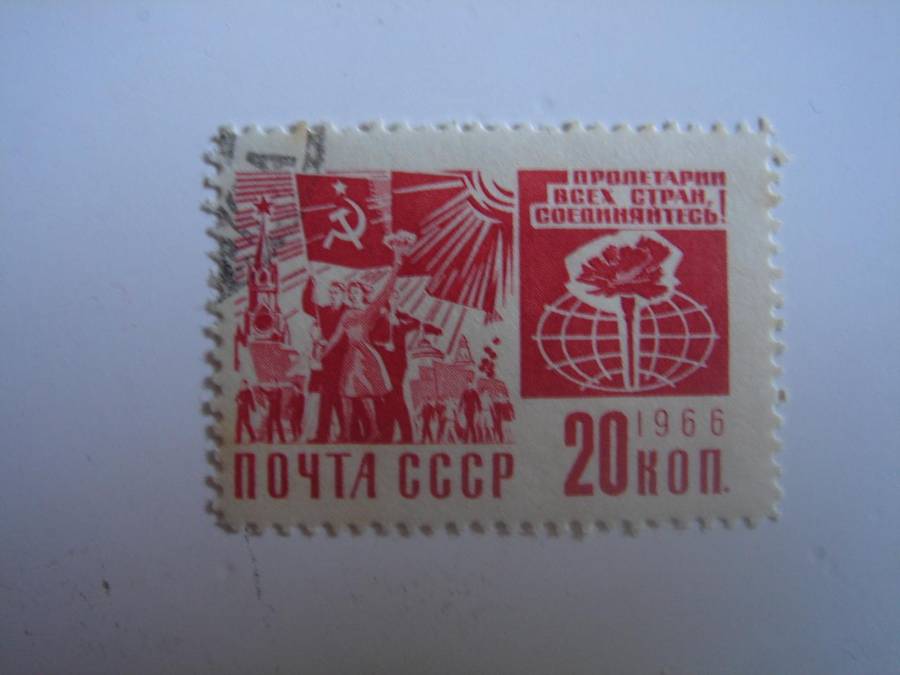 ПРОЛЕТАРИИ
ВСЕХ СТРАН,
СОЕДИНЯЙТЕСЬ!
1966
20 КОП.
ПОЧТА СССР